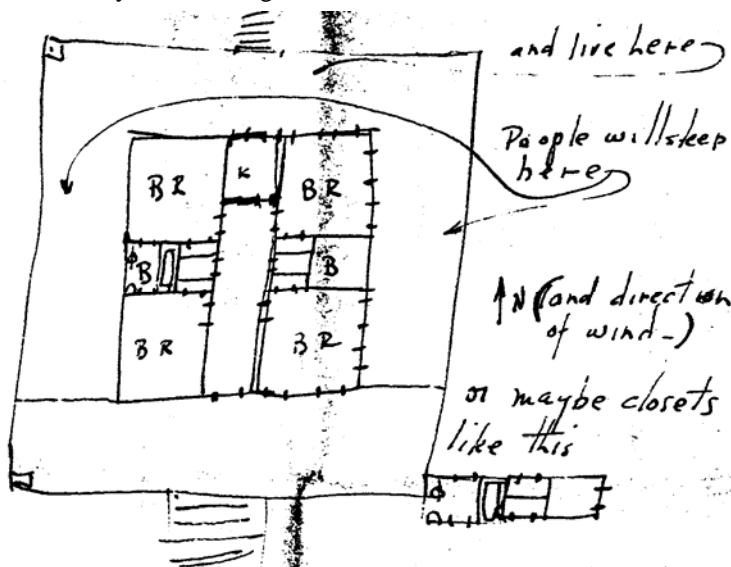 and live here
People will sleep
here
BR
K
BR
B
B
BR
BR
N (and direction
of wind-)
or maybe closets
like this